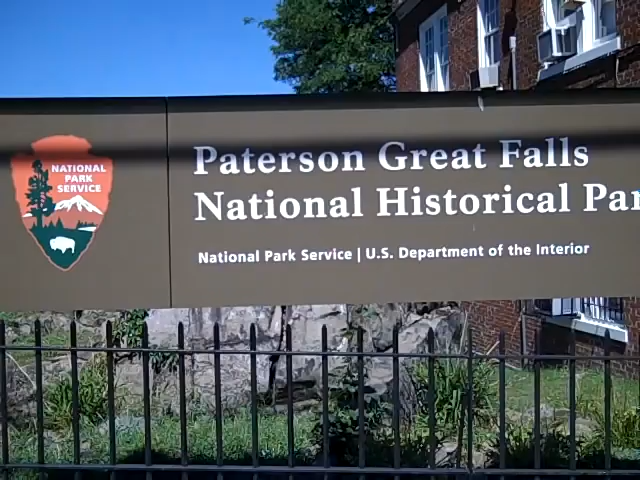 NATIONAL
PARK
SERVICE
Paterson Great Falls
National Historical Par
National Park Service | U.S. Department of the Interior